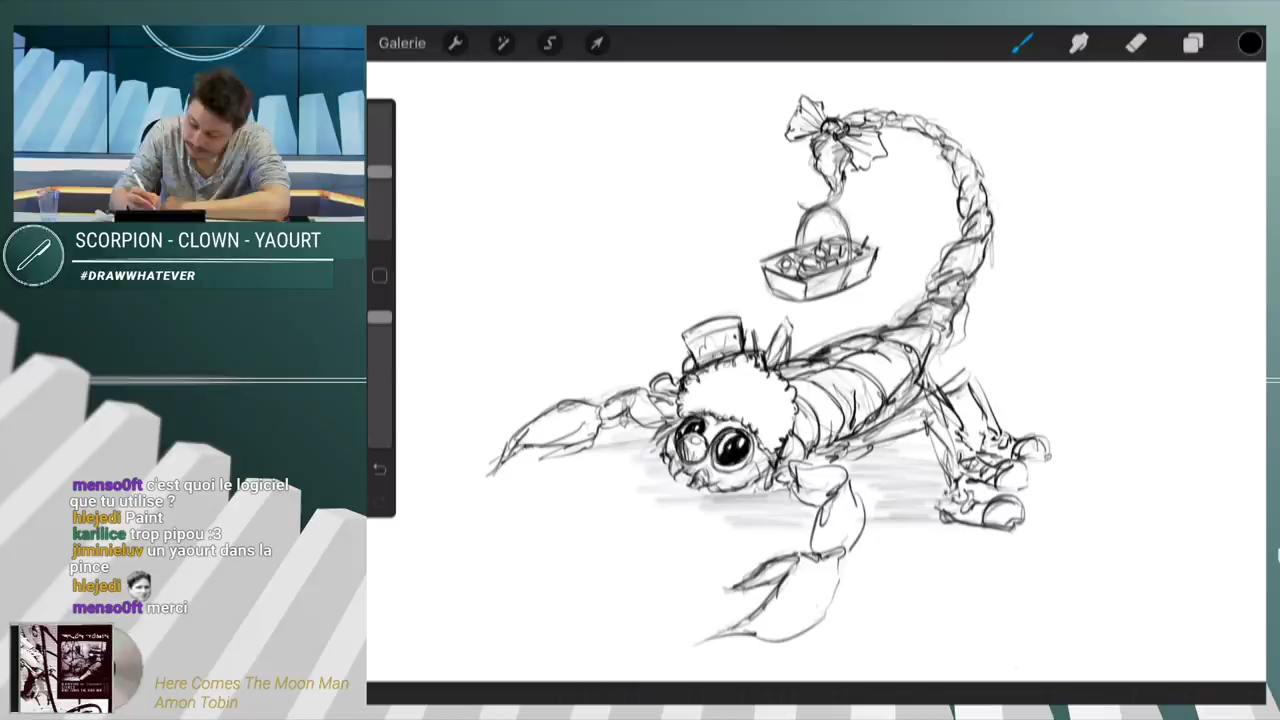 Galerie
SCORPION - CLOWN - YAOURT
#DRAWWHATEVER
menso0ft c'est quoi le logiciel
que tu utilise ?
hlejedi Paint
karilice trop pipou :3
jiminieluv un yaourt dans la
pince
hlejedi
menso0ft merci
Here Comes The Moon Man
Amon Tobin